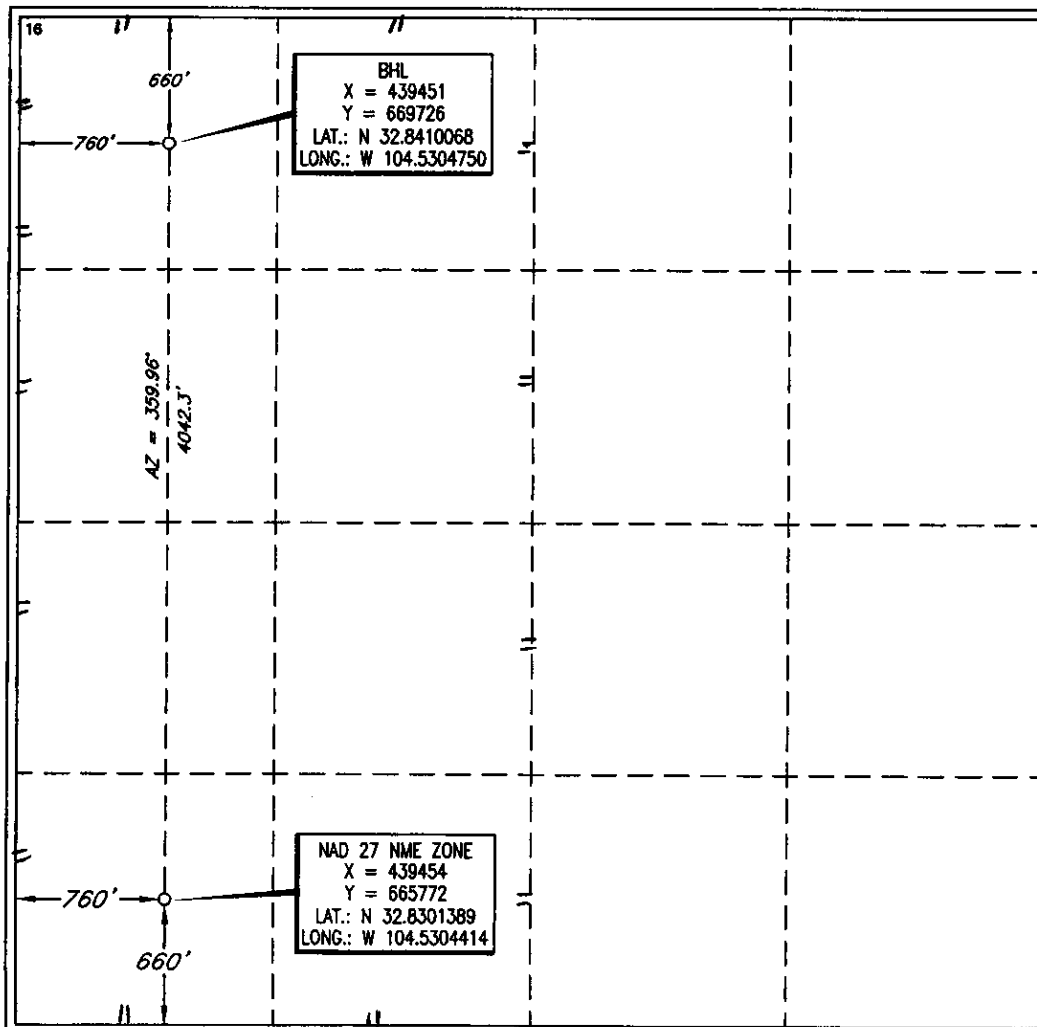 16
660'
BHL
X = 439451
Y = 669726
LAT.: N 32.8410068
LONG.: W 104.5304750
760'
AZ = 359.96°
4042.3'
NAD 27 NME ZONE
X = 439454
Y = 665772
LAT.: N 32.8301389
LONG.: W 104.5304414
760'
660'